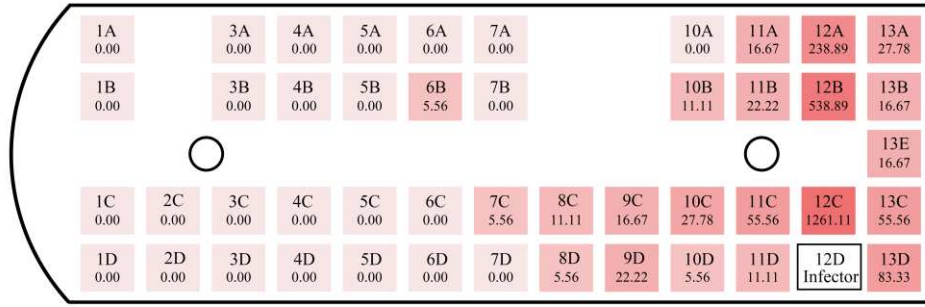 1A 3A 4A 5A 6A 7A 10A 11A 12A 13A
0.00 0.00 0.00 0.00 0.00 0.00 0.00 16.67 238.89 27.78
1B 3B 4B 5B 6B 7B 10B 11B 12B 13B
0.00 0.00 0.00 0.00 5.56 0.00 11.11 22.22 538.89 16.67
13E
16.67
1C 2C 3C 4C 5C 6C 7C 8C 9C 10C 11C 12C 13C
0.00 0.00 0.00 0.00 0.00 0.00 5.56 11.11 16.67 27.78 55.56 1261.11 55.56
1D 2D 3D 4D 5D 6D 7D 8D 9D 10D 11D 12D 13D
0.00 0.00 0.00 0.00 0.00 0.00 0.00 5.56 22.22 5.56 11.11 Infector 83.33